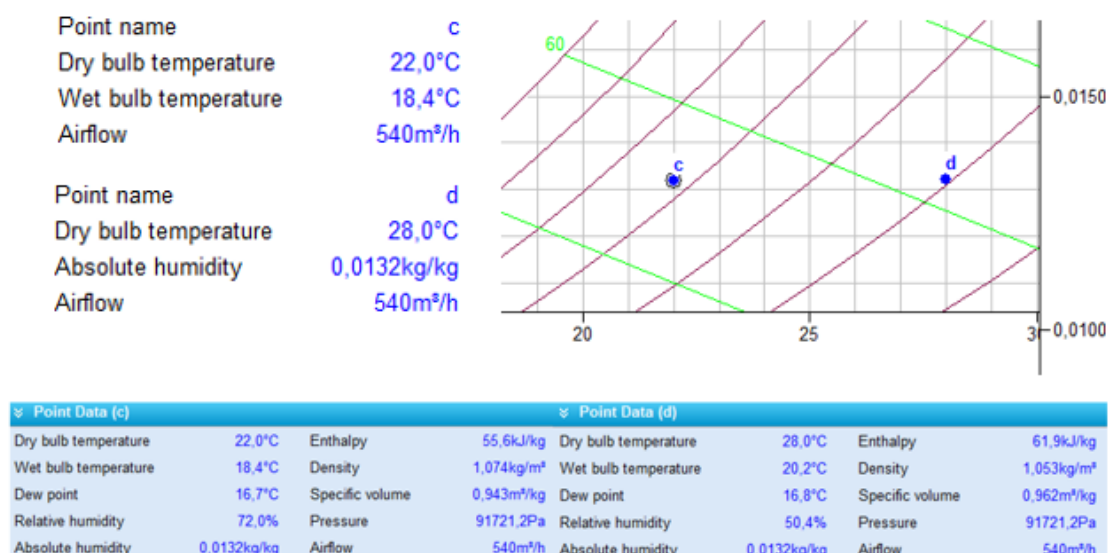 Point name c
Dry bulb temperature 22,0°C
Wet bulb temperature 18,4°C
Airflow 540m³/h
Point name d
Dry bulb temperature 28,0°C
Absolute humidity 0,0132kg/kg
Airflow 540m³/h
60
0,0150
c
d
0,0100
20 25 3
Point Data (c) Point Data (d)
Dry bulb temperature 22,0°C Enthalpy 55,6kJ/kg Dry bulb temperature 28,0°C Enthalpy 61,9kJ/kg
Wet bulb temperature 18,4°C Density 1,074kg/m³ Wet bulb temperature 20,2°C Density 1,053kg/m³
Dew point 16,7°C Specific volume 0,943m³/kg Dew point 16,8°C Specific volume 0,962m³/kg
Relative humidity 72,0% Pressure 91721,2Pa Relative humidity 50,4% Pressure 91721,2Pa
Absolute humidity 0,0132kg/kg Airflow 540m³/h Absolute humidity 0,0132kg/kg Airflow 540m³/h